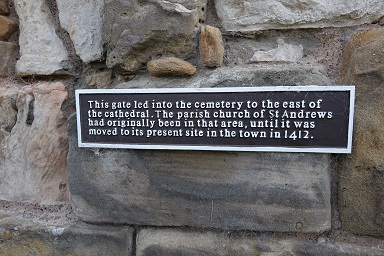 This gate led into the cemetery to the east of
the cathedral. The parish church of St Andrews
had originally been in that area, until it was
moved to its present site in the town in 1412.